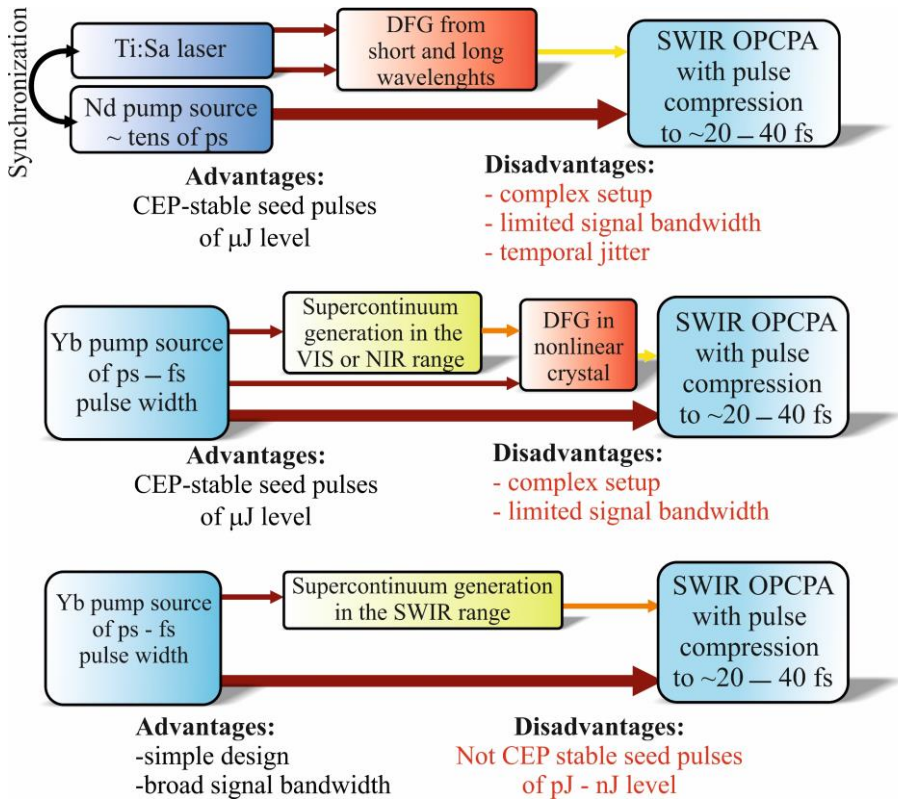 Synchronization
Ti:Sa laser
DFG from
short and long
wavelenghts
SWIR OPCPA
with pulse
compression
to ~20 – 40 fs
Nd pump source
~ tens of ps
Advantages:
CEP-stable seed pulses
of μJ level
Disadvantages:
- complex setup
- limited signal bandwidth
- temporal jitter
Yb pump source
of ps – fs
pulse width
Supercontinuum
generation in the
VIS or NIR range
DFG in
nonlinear
crystal
SWIR OPCPA
with pulse
compression
to ~20 – 40 fs
Advantages:
CEP-stable seed pulses
of μJ level
Disadvantages:
- complex setup
- limited signal bandwidth
Yb pump source
of ps - fs
pulse width
Supercontinuum generation
in the SWIR range
SWIR OPCPA
with pulse
compression
to ~20 – 40 fs
Advantages:
-simple design
-broad signal bandwidth
Disadvantages:
Not CEP stable seed pulses
of pJ - nJ level